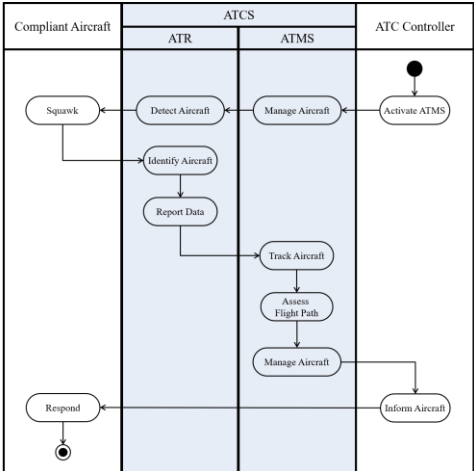 ATCS
Compliant Aircraft
ATC Controller
ATR
ATMS
Squawk
Detect Aircraft
Manage Aircraft
Activate ATMS
Identify Aircraft
Report Data
Track Aircraft
Assess
Flight Path
Manage Aircraft
Respond
Inform Aircraft